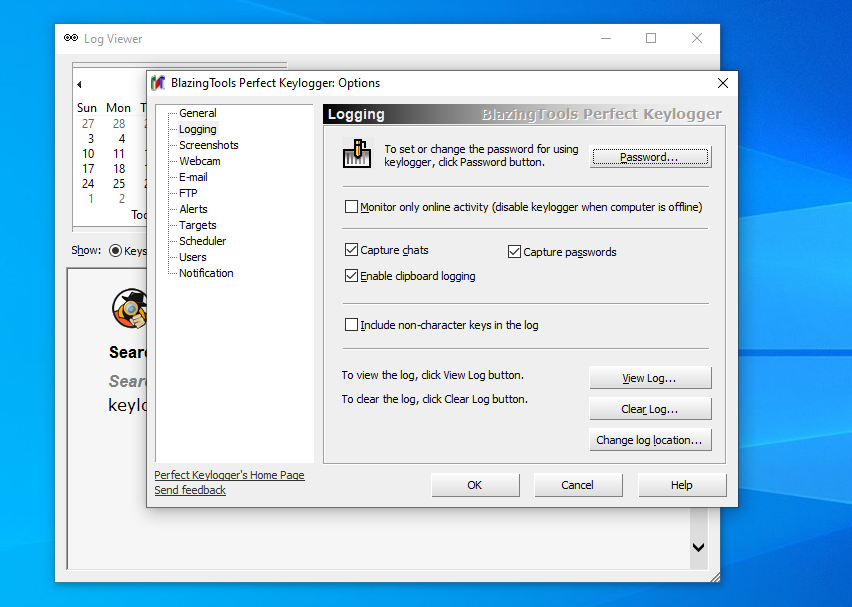 Log Viewer
Sun Mon
27 28
3 4
10 11
17 18
24 25
1 2
Show: Keys
Sear
Sear
keylo
BlazingTools Perfect Keylogger: Options
General
Logging
Screenshots
Webcam
E-mail
FTP
Alerts
Targets
Scheduler
Users
Notification
Logging BlazingTools Perfect Keylogger
To set or change the password for using
keylogger, click Password button.
Password...
Monitor only online activity (disable keylogger when computer is offline)
Capture chats Capture passwords
Enable clipboard logging
Include non-character keys in the log
To view the log, click View Log button.
View Log...
To clear the log, click Clear Log button.
Clear Log...
Change log location...
Perfect Keylogger's Home Page
Send feedback
OK Cancel Help